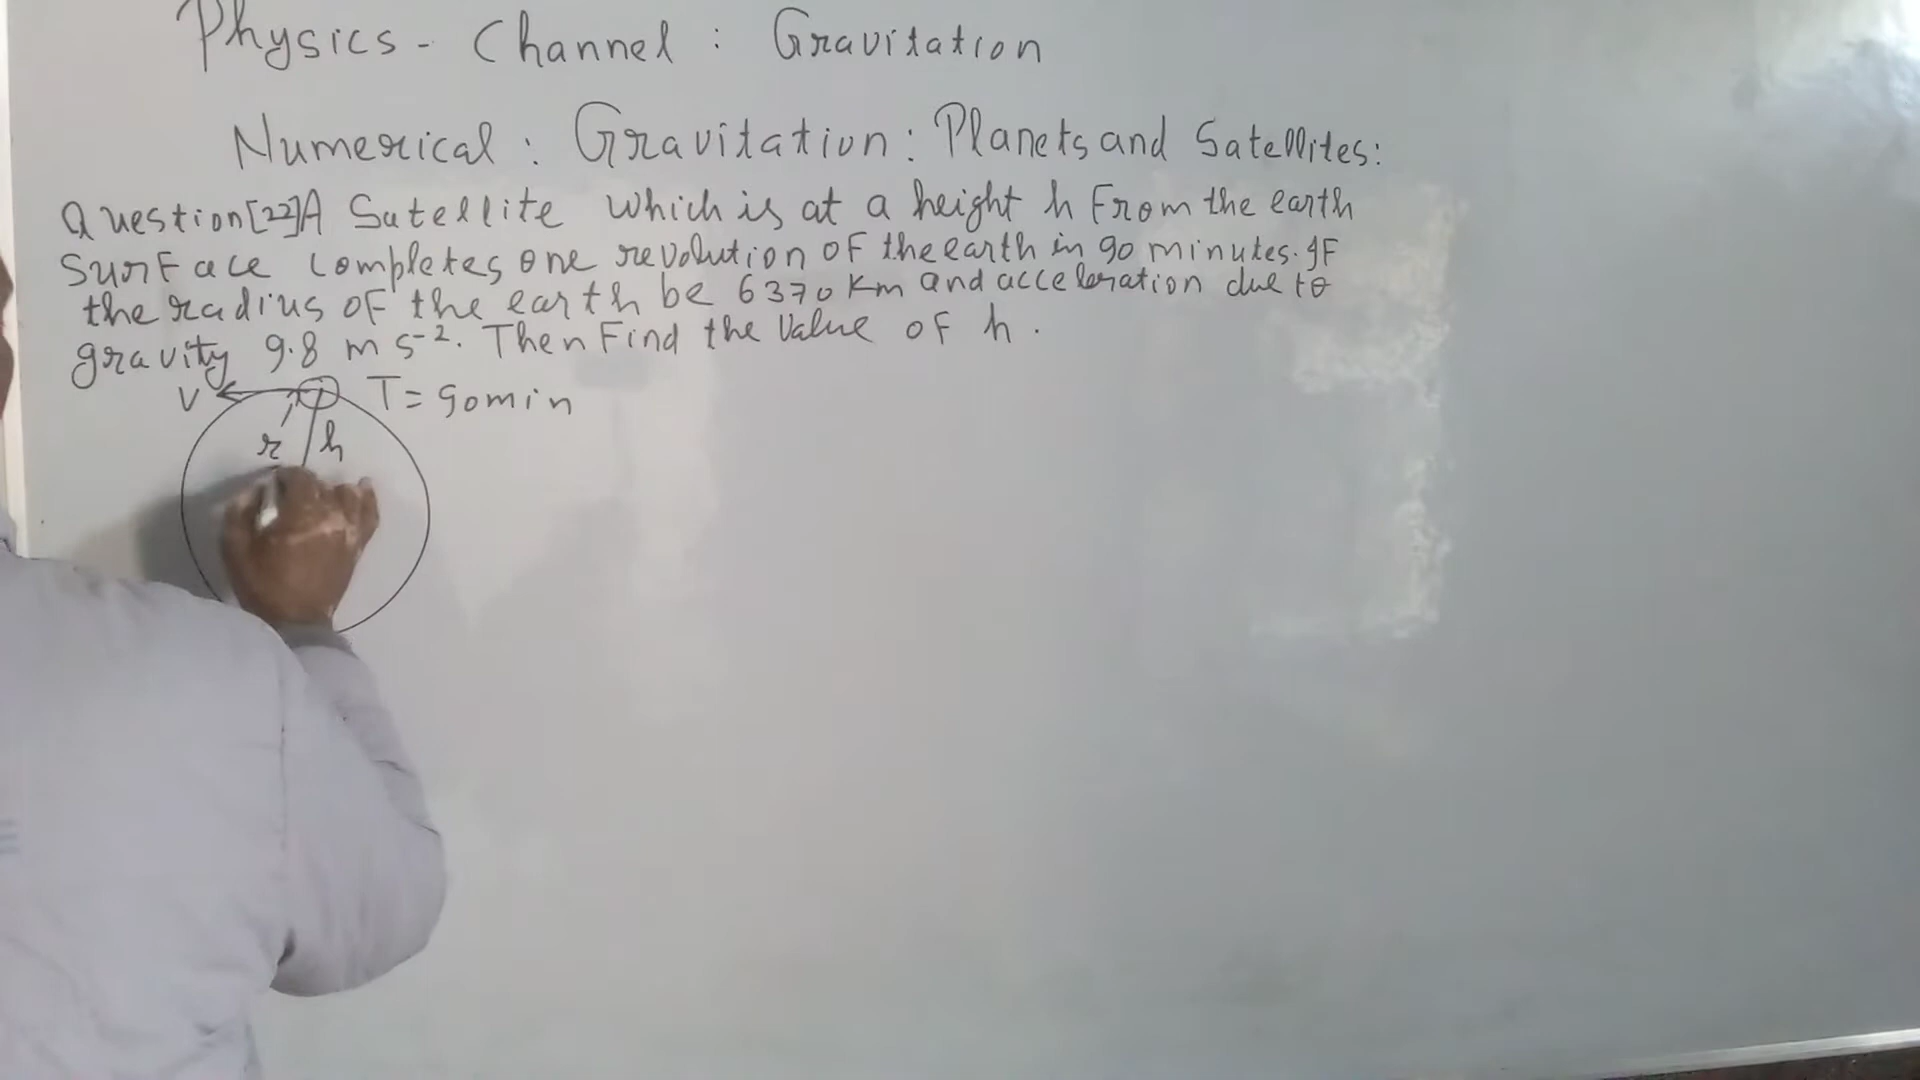 Physics - Channel : Gravitation
Numerical : Gravitation : Planets and Satellites:
Question[22]A Satellite which is at a height h From the earth
SurFace Completes one revolution of the earth in 90 minutes. If
the radius of the earth be 6370 Km and acceleration due to
gravity 9.8 m s⁻². Then Find the Value of h.
V T = 90min
r h